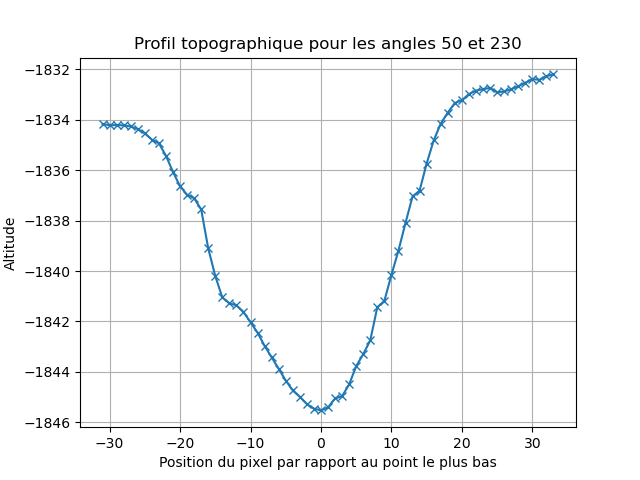 Profil topographique pour les angles 50 et 230
Altitude
−1832
−1834
−1836
−1838
−1840
−1842
−1844
−1846
−30 −20 −10 0 10 20 30
Position du pixel par rapport au point le plus bas